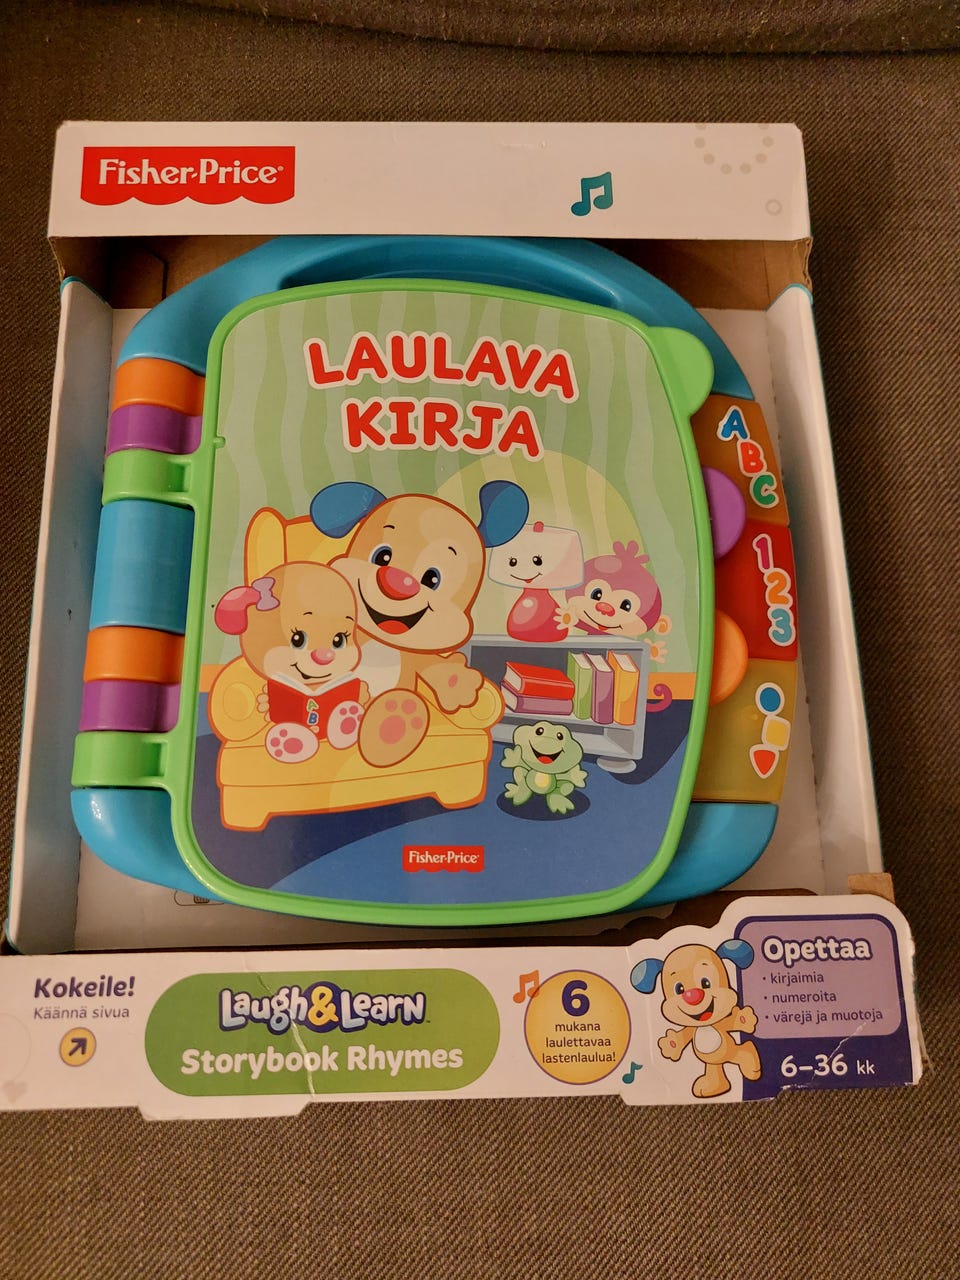 Fisher-Price®
LAULAVA
KIRJA
A
B
C
1
2
3
A
B
C
Fisher-Price®
Kokeile!
Käännä sivua
Laugh&Learn™
Storybook Rhymes
6
mukana
laulettavaa
lastenlaulua!
Opettaa
• kirjaimia
• numeroita
• värejä ja muotoja
6–36 kk